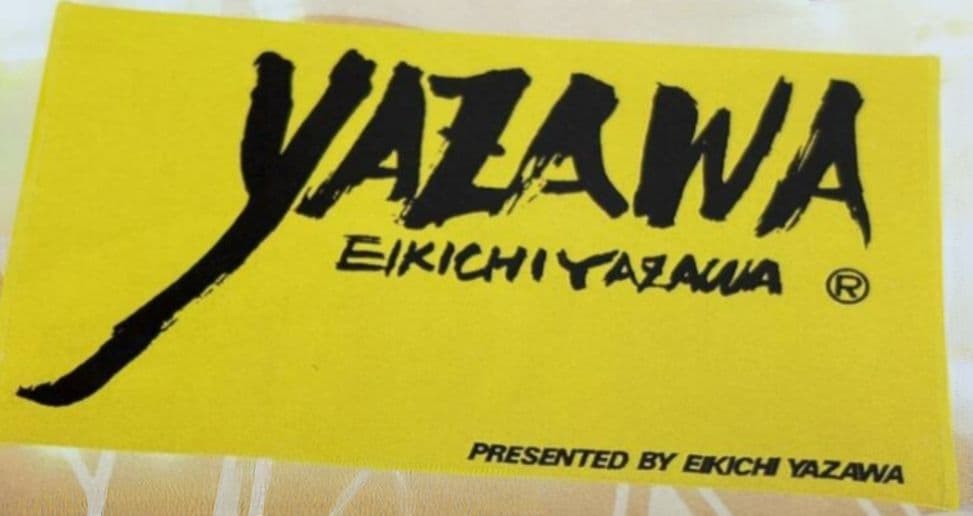 YAZAWA
EIKICHI YAZAWA ®
PRESENTED BY EIKICHI YAZAWA